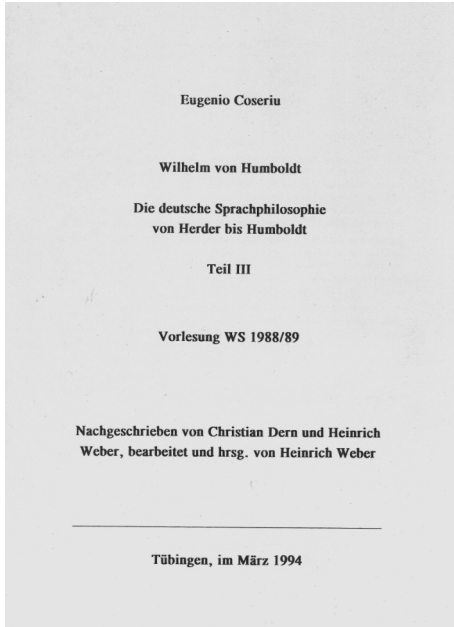 Eugenio Coseriu
Wilhelm von Humboldt
Die deutsche Sprachphilosophie
von Herder bis Humboldt
Teil III
Vorlesung WS 1988/89
Nachgeschrieben von Christian Dern und Heinrich
Weber, bearbeitet und hrsg. von Heinrich Weber
Tübingen, im März 1994